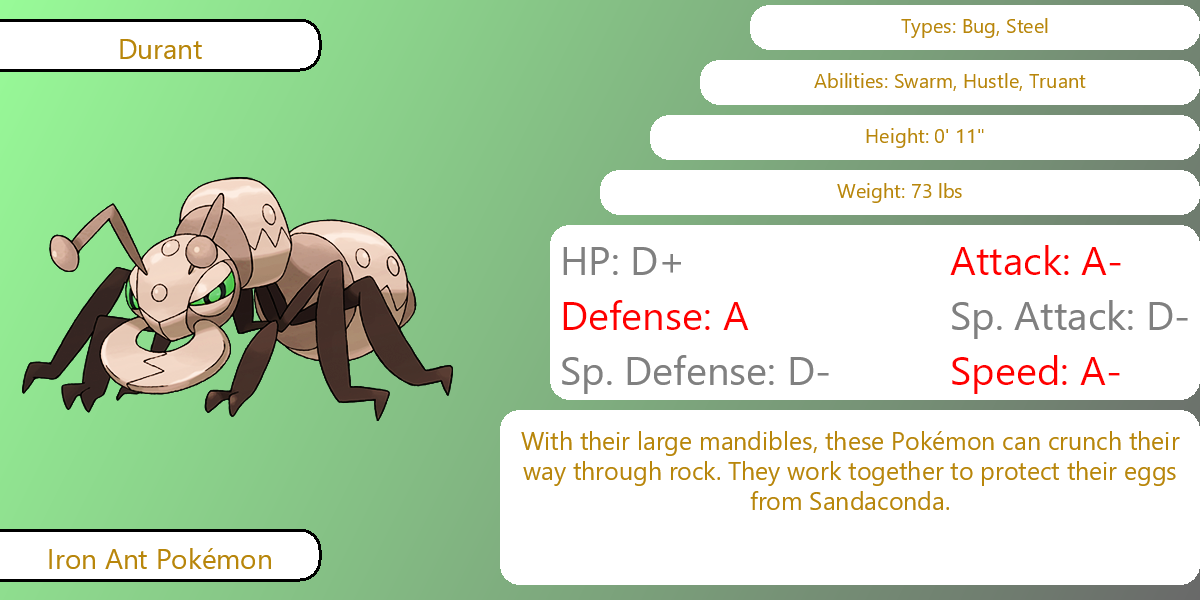 Durant
Types: Bug, Steel
Abilities: Swarm, Hustle, Truant
Height: 0' 11"
Weight: 73 lbs
HP: D+
Attack: A-
Defense: A
Sp. Attack: D-
Sp. Defense: D-
Speed: A-
With their large mandibles, these Pokémon can crunch their
way through rock. They work together to protect their eggs
from Sandaconda.
Iron Ant Pokémon